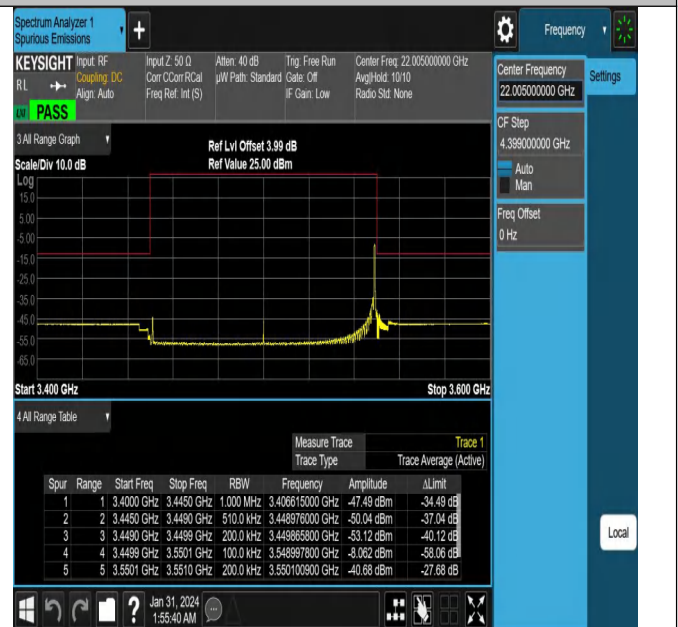 Spectrum Analyzer 1
Spurious Emissions
Frequency
KEYSIGHT
RL
PASS
Input: RF
Coupling: DC
Align: Auto
Input Z: 50 Ω
Corr CCorr RCal
Freq Ref: Int (S)
Atten: 40 dB
µW Path: Standard
Trig: Free Run
Gate: Off
IF Gain: Low
Center Freq: 22.005000000 GHz
Avg|Hold: 10/10
Radio Std: None
Center Frequency
22.005000000 GHz
Settings
CF Step
4.399000000 GHz
Auto
Man
Freq Offset
0 Hz
3 All Range Graph
Scale/Div 10.0 dB
Ref Lvl Offset 3.99 dB
Ref Value 25.00 dBm
Log
15.0
5.00
-5.00
-15.0
-25.0
-35.0
-45.0
-55.0
-65.0
Start 3.400 GHz
Stop 3.600 GHz
4 All Range Table
Measure Trace Trace 1
Trace Type Trace Average (Active)
Spur Range Start Freq Stop Freq RBW Frequency Amplitude ΔLimit
1 1 3.4000 GHz 3.4450 GHz 1.000 MHz 3.406615000 GHz -47.49 dBm -34.49 dB
2 2 3.4450 GHz 3.4490 GHz 510.0 kHz 3.448976000 GHz -50.04 dBm -37.04 dB
3 3 3.4490 GHz 3.4499 GHz 200.0 kHz 3.449865800 GHz -53.12 dBm -40.12 dB
4 4 3.4499 GHz 3.5501 GHz 100.0 kHz 3.548997800 GHz -8.062 dBm -58.06 dB
5 5 3.5501 GHz 3.5510 GHz 200.0 kHz 3.550100900 GHz -40.68 dBm -27.68 dB
Local
Jan 31, 2024
1:55:40 AM